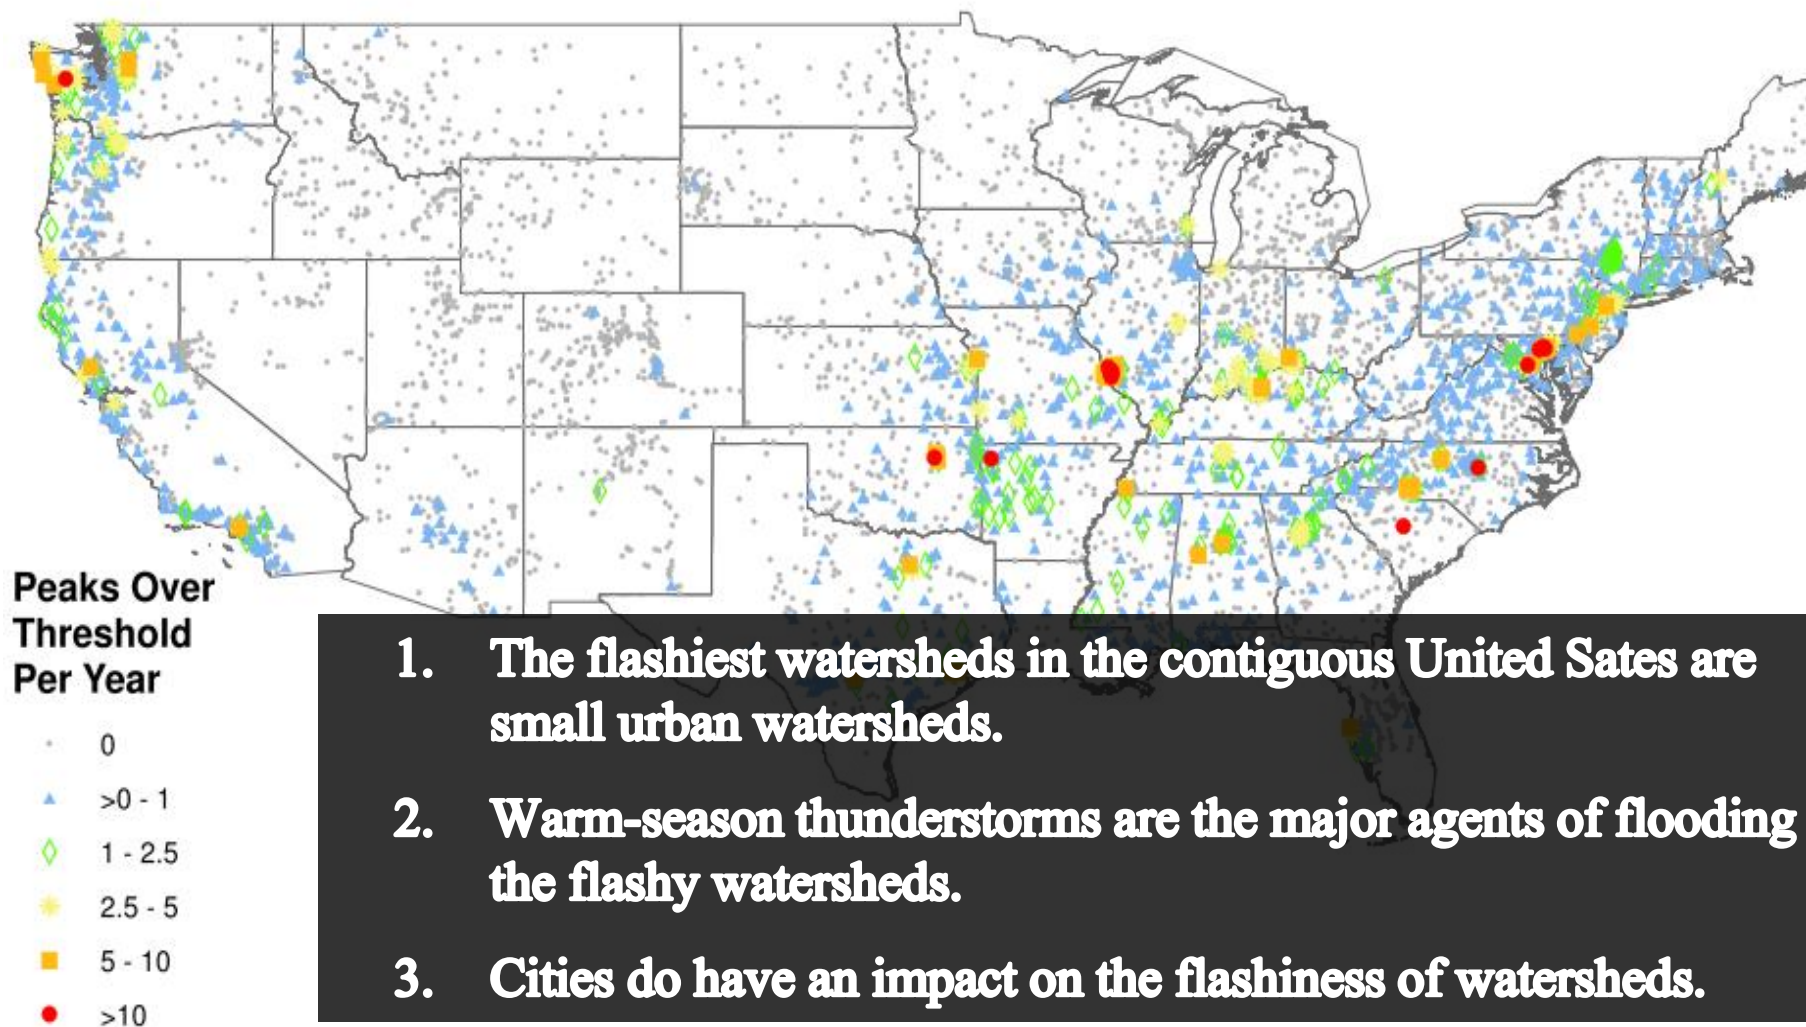 Peaks Over
Threshold
Per Year
0
>0 - 1
1 - 2.5
2.5 - 5
5 - 10
>10
1. The flashiest watersheds in the contiguous United Sates are
small urban watersheds.
2. Warm-season thunderstorms are the major agents of flooding
the flashy watersheds.
3. Cities do have an impact on the flashiness of watersheds.